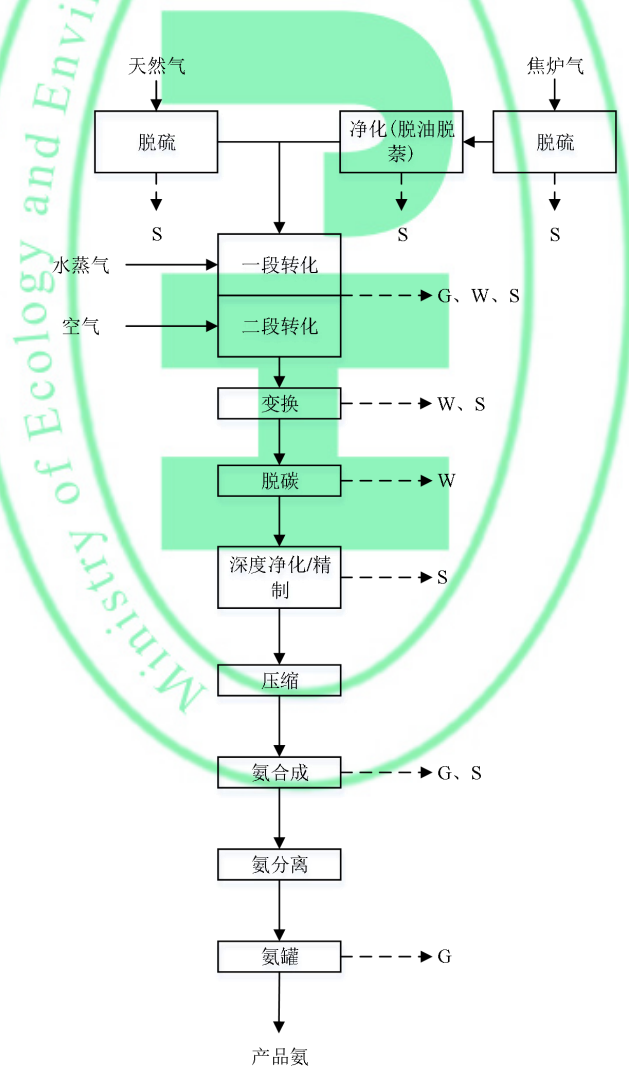 天然气
焦炉气
脱硫
净化(脱油脱
萘)
脱硫
S
S
S
水蒸气
一段转化
G、W、S
空气
二段转化
变换
W、S
脱碳
W
深度净化/精
制
S
压缩
氨合成
G、S
氨分离
氨罐
G
产品氨
Ministry of Ecology and Envi